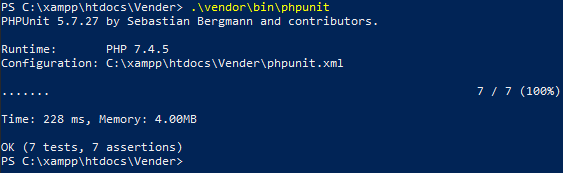 PS C:\xampp\htdocs\Vender> .\vendor\bin\phpunit
PHPUnit 5.7.27 by Sebastian Bergmann and contributors.
Runtime:       PHP 7.4.5
Configuration: C:\xampp\htdocs\Vender\phpunit.xml
.......                                                             7 / 7 (100%)
Time: 228 ms, Memory: 4.00MB
OK (7 tests, 7 assertions)
PS C:\xampp\htdocs\Vender>